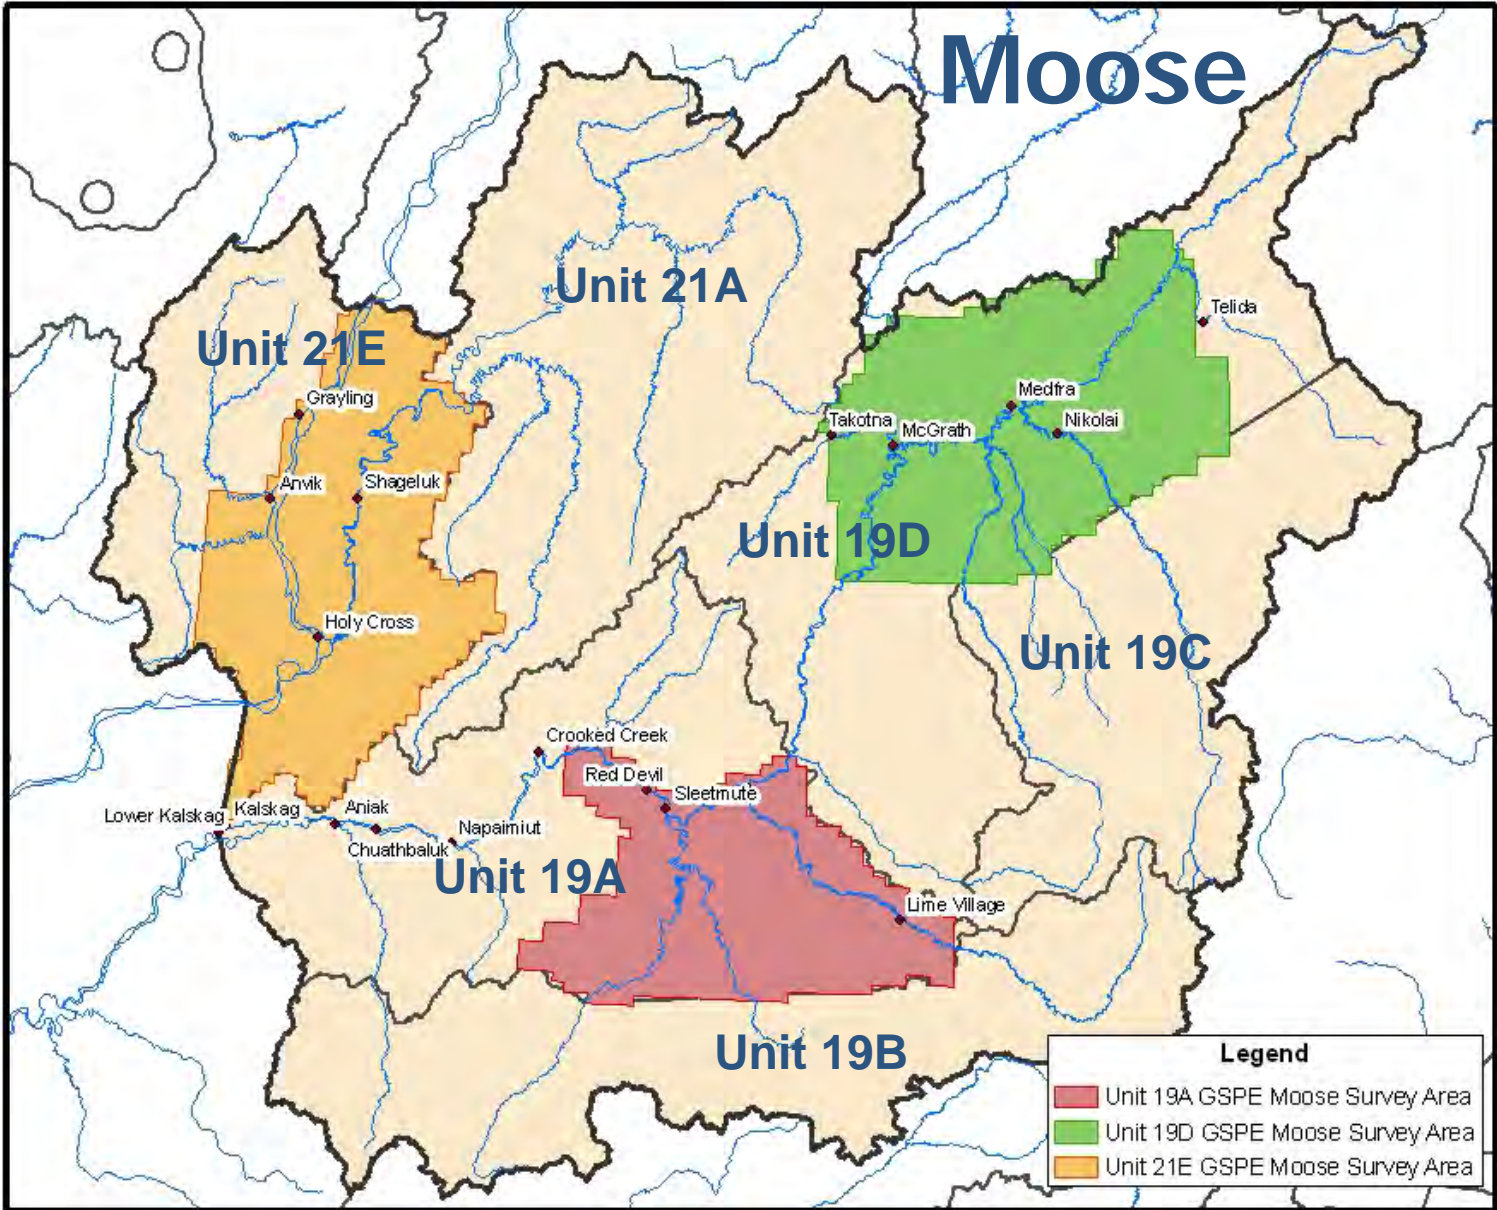 Moose
Unit 21A
Unit 21E
Telida
Grayling
Medfra
Takotna
McGrath
Nikolai
Anvik
Shageluk
Unit 19D
Holy Cross
Unit 19C
Crooked Creek
Red Devil
Sleetmute
Lower Kalskag
Kalskag
Aniak
Napaimiut
Chuathbaluk
Unit 19A
Lime Village
Unit 19B
Legend
Unit 19A GSPE Moose Survey Area
Unit 19D GSPE Moose Survey Area
Unit 21E GSPE Moose Survey Area